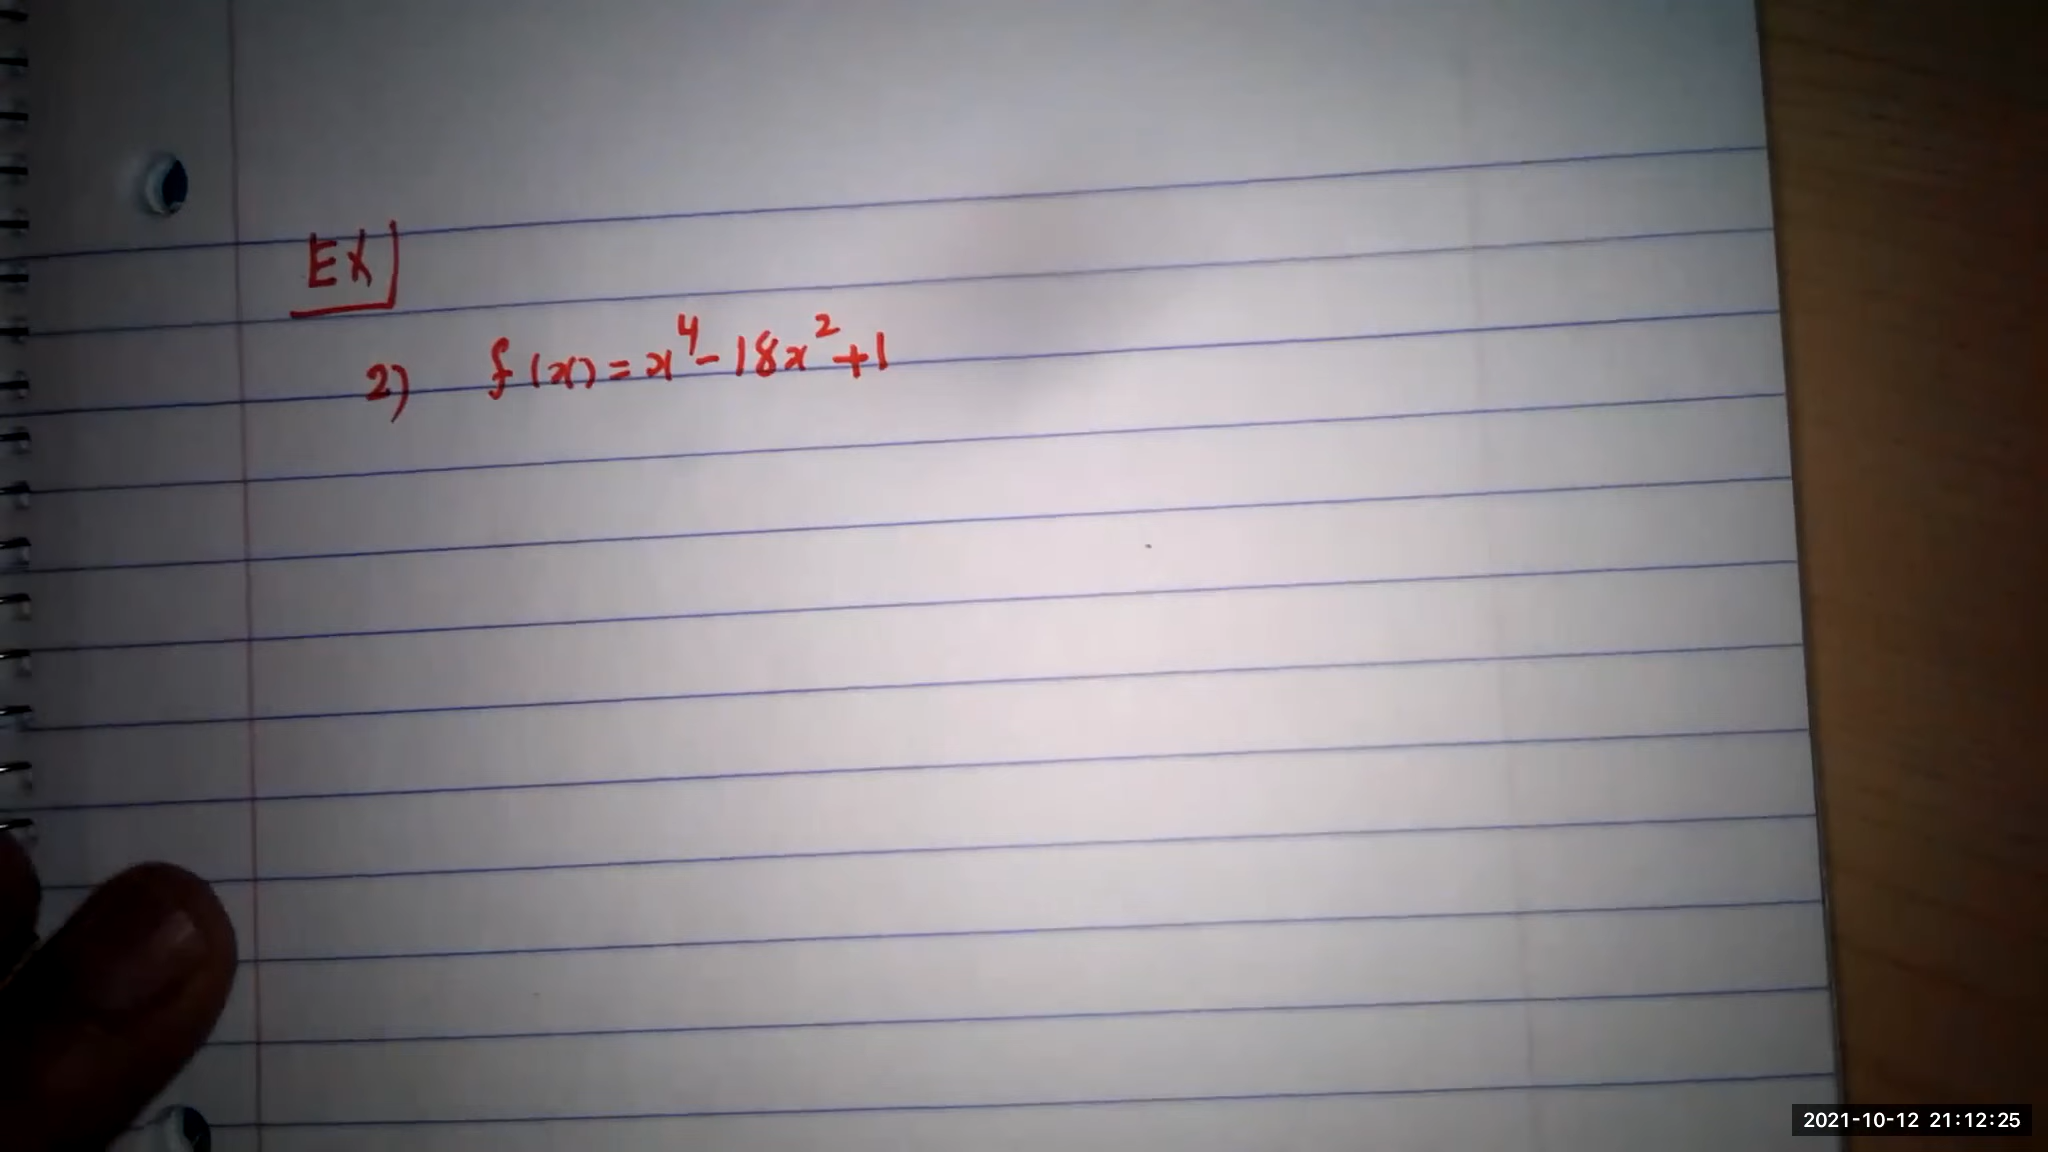 EX
2) f(x) = x⁴ - 18x² + 1
2021-10-12 21:12:25